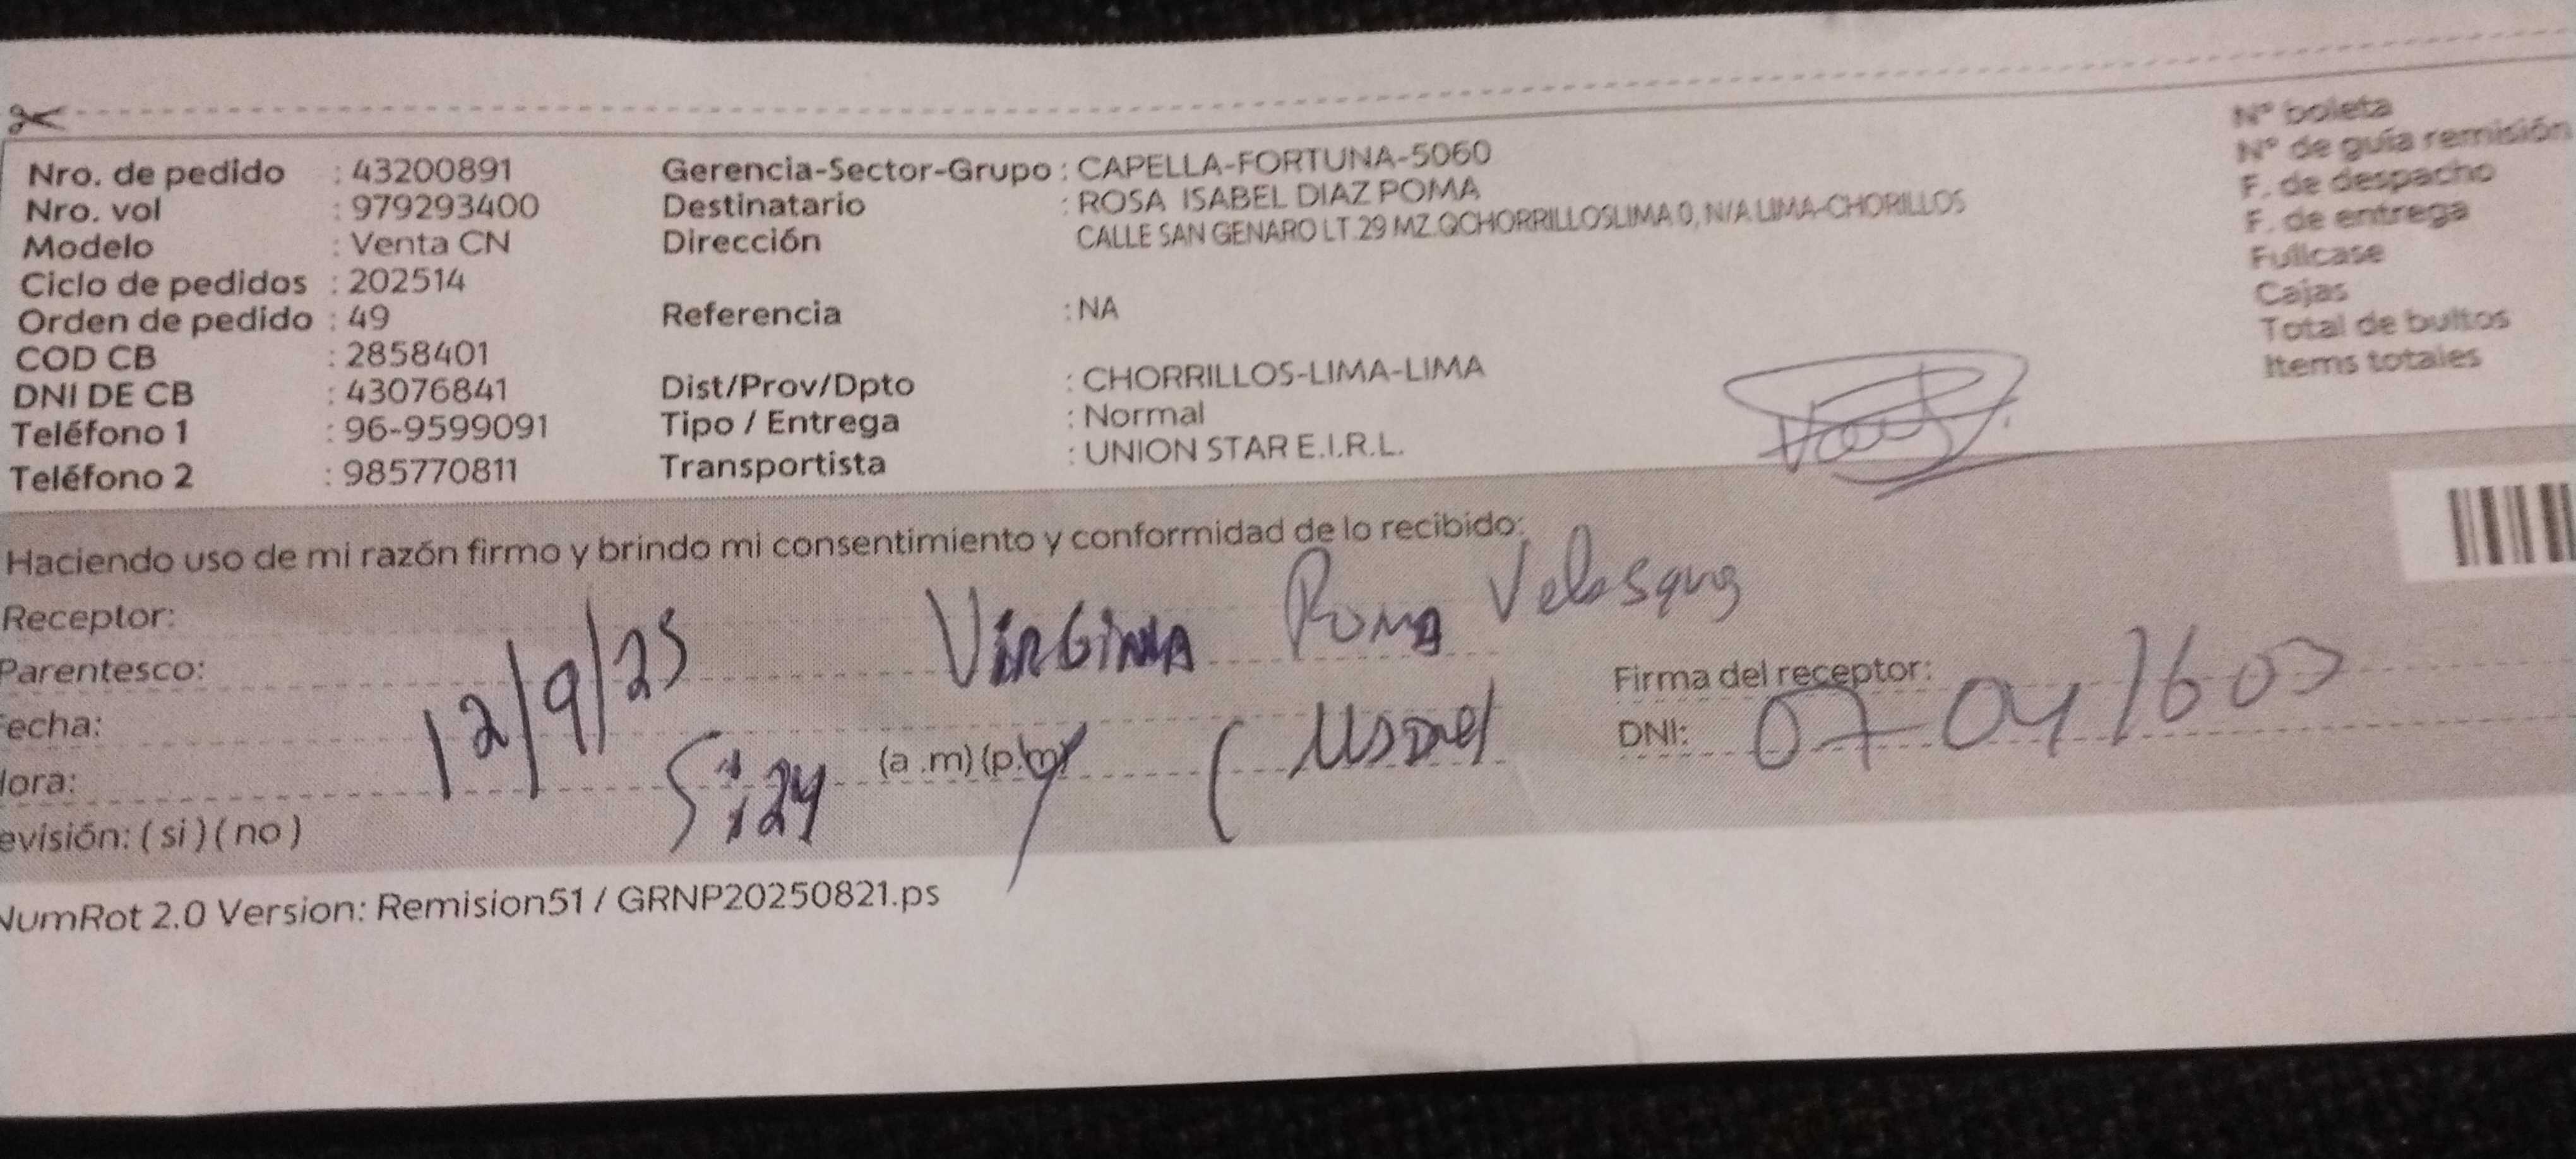 Nro. de pedido : 43200891
Nro. vol : 979293400
Modelo : Venta CN
Ciclo de pedidos : 202514
Orden de pedido : 49
COD CB : 2858401
DNI DE CB : 43076841
Teléfono 1 : 96-9599091
Teléfono 2 : 985770811
Gerencia-Sector-Grupo : CAPELLA-FORTUNA-5060
Destinatario : ROSA ISABEL DIAZ POMA
Dirección CALLE SAN GENARO LT.29 MZ.QCHORRILLOSLIMA 0, N/A LIMA-CHORILLOS
Referencia : NA
Dist/Prov/Dpto : CHORRILLOS-LIMA-LIMA
Tipo / Entrega : Normal
Transportista : UNION STAR E.I.R.L.
N° boleta
N° de guía remisión
F. de despacho
F. de entrega
Fullcase
Cajas
Total de bultos
Items totales
Haciendo uso de mi razón firmo y brindo mi consentimiento y conformidad de lo recibido:
Receptor: VIRGINIA POMA
Parentesco:
echa: 12/9/25
ora: 5:24 (a .m) (p.m)
evisión: ( si ) ( no )
Firma del receptor:
DNI:
NumRot 2.0 Version: Remision51 / GRNP20250821.ps